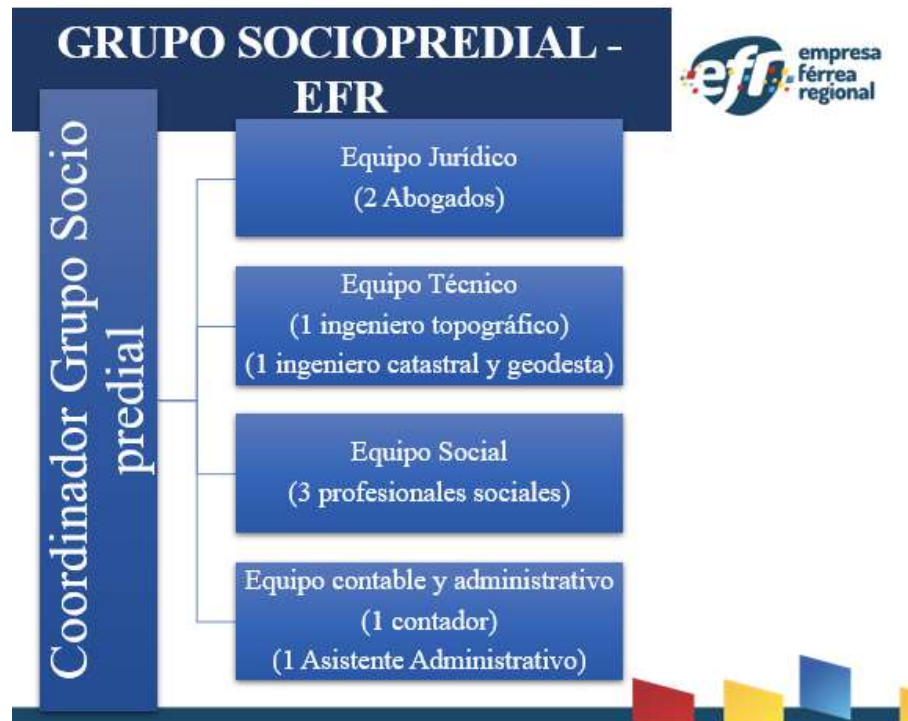 GRUPO SOCIOPREDIAL -
EFR
efr
empresa
férrea
regional
Coordinador Grupo Socio
predial
Equipo Jurídico
(2 Abogados)
Equipo Técnico
(1 ingeniero topográfico)
(1 ingeniero catastral y geodesta)
Equipo Social
(3 profesionales sociales)
Equipo contable y administrativo
(1 contador)
(1 Asistente Administrativo)